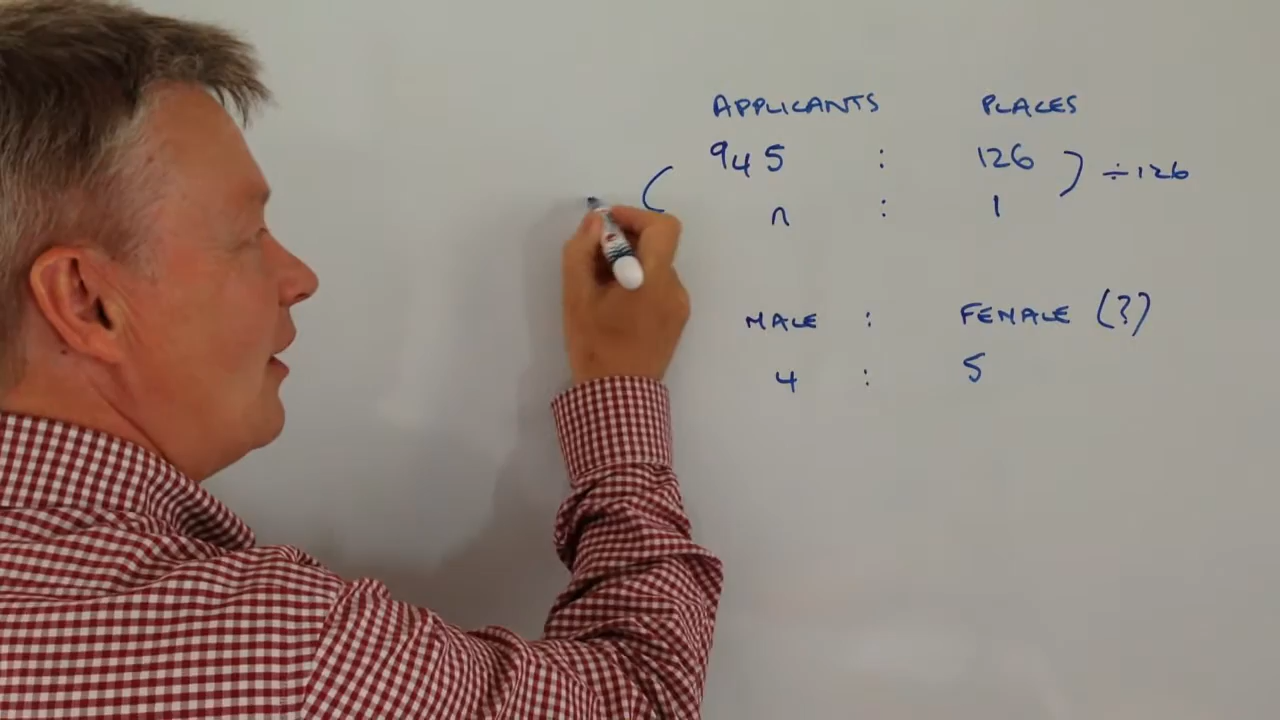 APPLICANTS PLACES
945 : 126 ÷126
n : 1
MALE : FEMALE (?)
4 : 5